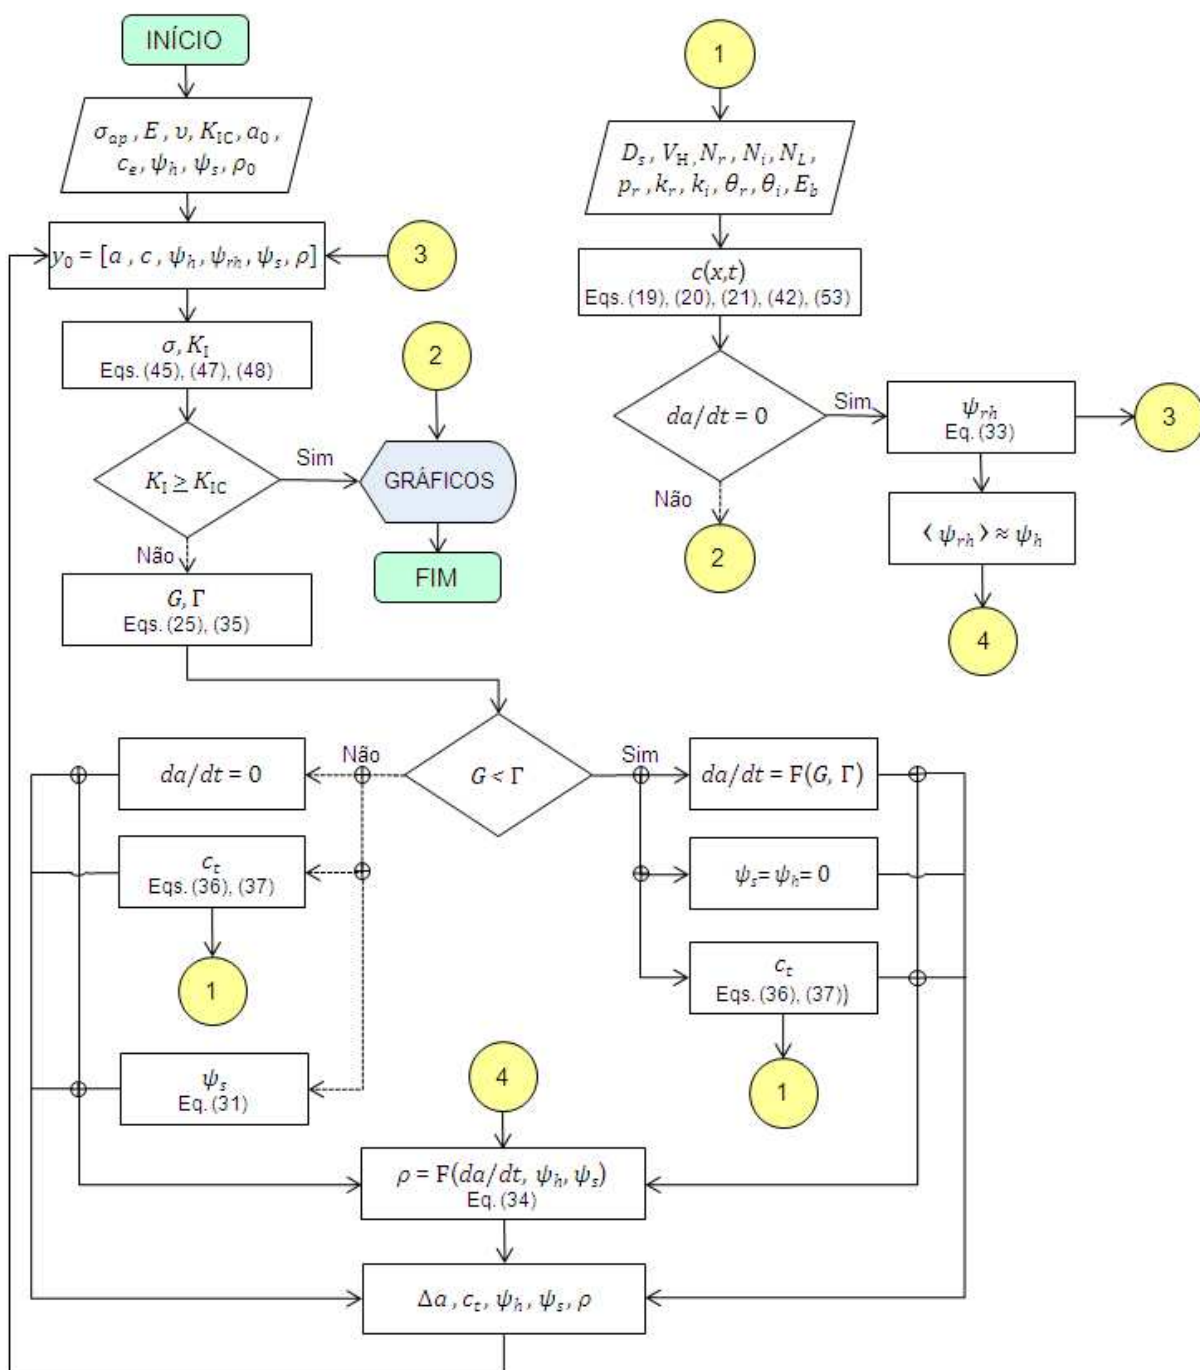 INÍCIO
σ_ap , E , υ , K_IC , a_0 ,
c_e , ψ_h , ψ_s , ρ_0
y_0 = [a , c , ψ_h , ψ_rh , ψ_s , ρ]
3
σ, K_I
Eqs. (45), (47), (48)
2
K_I ≥ K_IC
Sim
GRÁFICOS
Não
FIM
G, Γ
Eqs. (25), (35)
1
D_s , V_H , N_r , N_i , N_L ,
p_r , k_r , k_i , θ_r , θ_i , E_b
c(x,t)
Eqs. (19), (20), (21), (42), (53)
da/dt = 0
Sim
ψ_rh
Eq. (33)
3
Não
2
⟨ ψ_rh ⟩ ≈ ψ_h
4
G < Γ
Não
Sim
da/dt = 0
c_t
Eqs. (36), (37)
1
ψ_s
Eq. (31)
da/dt = F(G, Γ)
ψ_s = ψ_h = 0
c_t
Eqs. (36), (37)}
1
4
ρ = F(da/dt, ψ_h, ψ_s)
Eq. (34)
Δa , c_t , ψ_h , ψ_s , ρ